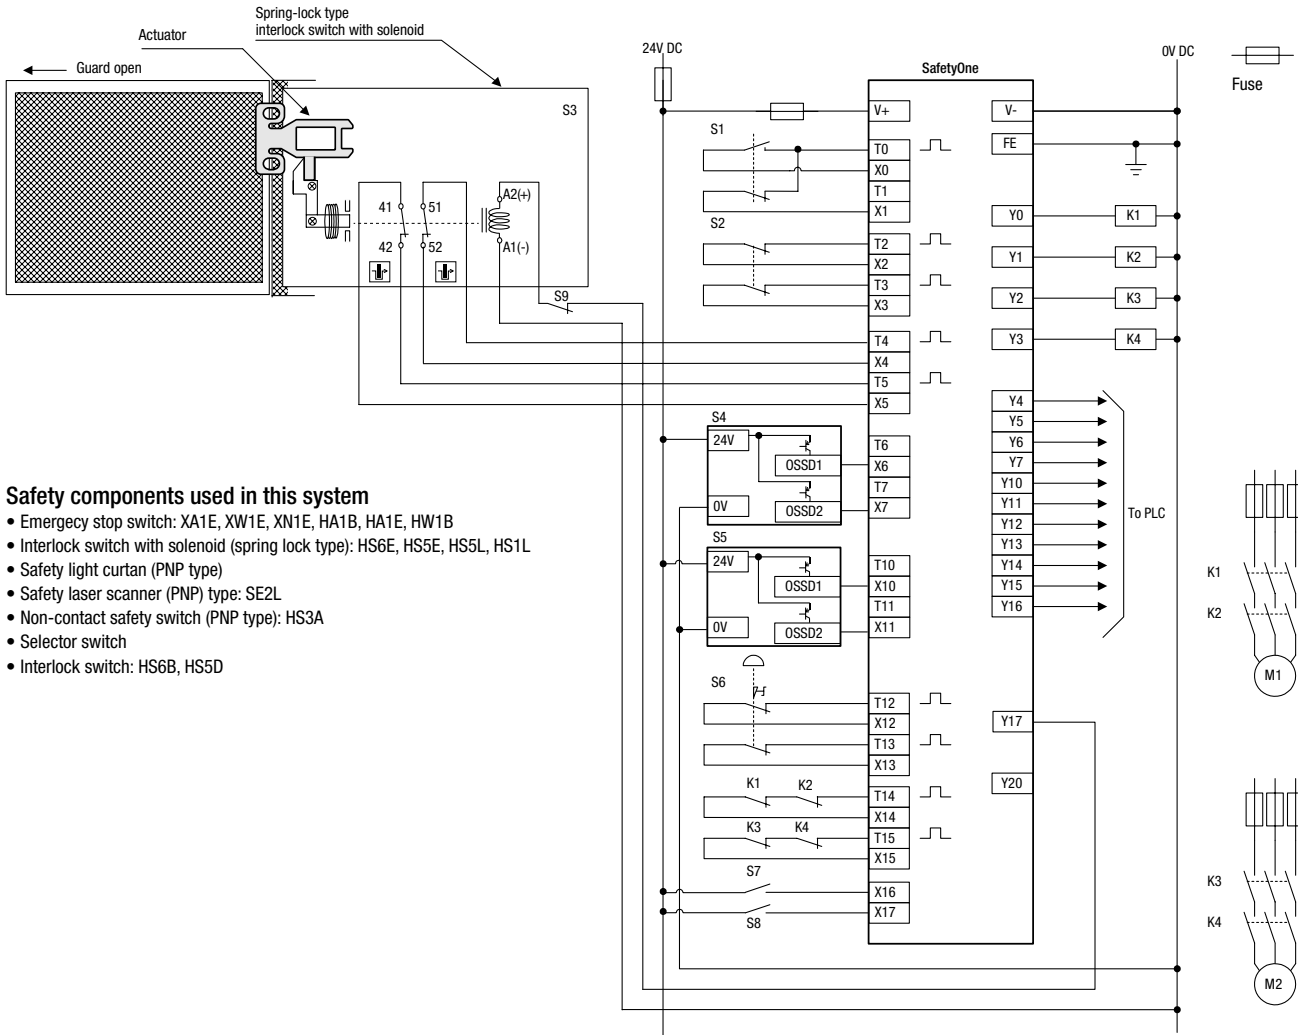 Spring-lock type
interlock switch with solenoid
Actuator
Guard open
S3
A2(+)
41
51
42
52
A1(-)
S9
24V DC
0V DC
Fuse
SafetyOne
V+
V-
FE
S1
T0
X0
T1
X1
Y0
K1
S2
T2
X2
T3
X3
Y1
K2
Y2
K3
Y3
K4
T4
X4
T5
X5
Y4
Y5
Y6
Y7
Y10
Y11
Y12
Y13
Y14
Y15
Y16
To PLC
S4
24V
OSSD1
0V
OSSD2
T6
X6
T7
X7
S5
24V
OSSD1
0V
OSSD2
T10
X10
T11
X11
S6
T12
X12
T13
X13
Y17
K1
K2
T14
X14
Y20
K3
K4
T15
X15
S7
X16
X17
S8
K1
K2
M1
K3
K4
M2
Safety components used in this system
• Emergecy stop switch: XA1E, XW1E, XN1E, HA1B, HA1E, HW1B
• Interlock switch with solenoid (spring lock type): HS6E, HS5E, HS5L, HS1L
• Safety light curtan (PNP type)
• Safety laser scanner (PNP) type: SE2L
• Non-contact safety switch (PNP type): HS3A
• Selector switch
• Interlock switch: HS6B, HS5D